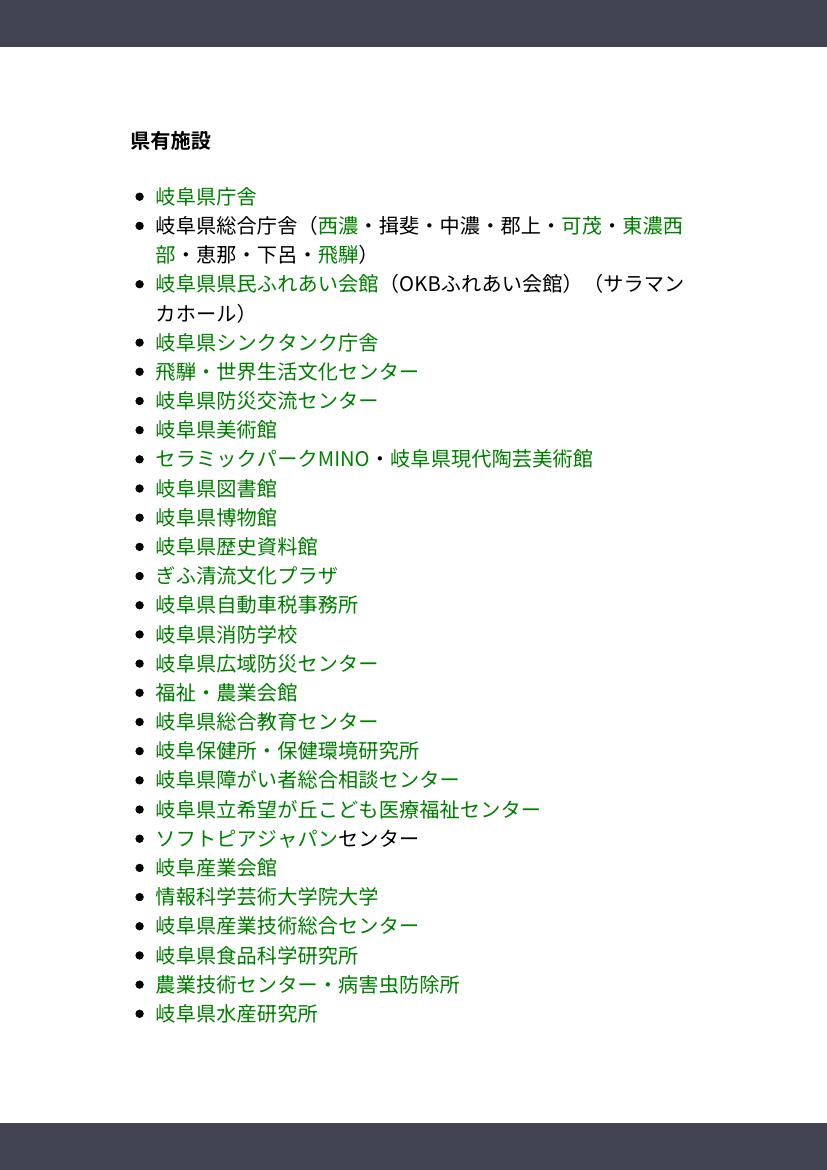 県有施設
岐阜県庁舎
岐阜県総合庁舎（西濃・揖斐・中濃・郡上・可茂・東濃西
部・恵那・下呂・飛騨）
岐阜県県民ふれあい会館（OKBふれあい会館）（サラマン
カホール）
岐阜県シンクタンク庁舎
飛騨・世界生活文化センター
岐阜県防災交流センター
岐阜県美術館
セラミックパークMINO・岐阜県現代陶芸美術館
岐阜県図書館
岐阜県博物館
岐阜県歴史資料館
ぎふ清流文化プラザ
岐阜県自動車税事務所
岐阜県消防学校
岐阜県広域防災センター
福祉・農業会館
岐阜県総合教育センター
岐阜保健所・保健環境研究所
岐阜県障がい者総合相談センター
岐阜県立希望が丘こども医療福祉センター
ソフトピアジャパンセンター
岐阜産業会館
情報科学芸術大学院大学
岐阜県産業技術総合センター
岐阜県食品科学研究所
農業技術センター・病害虫防除所
岐阜県水産研究所